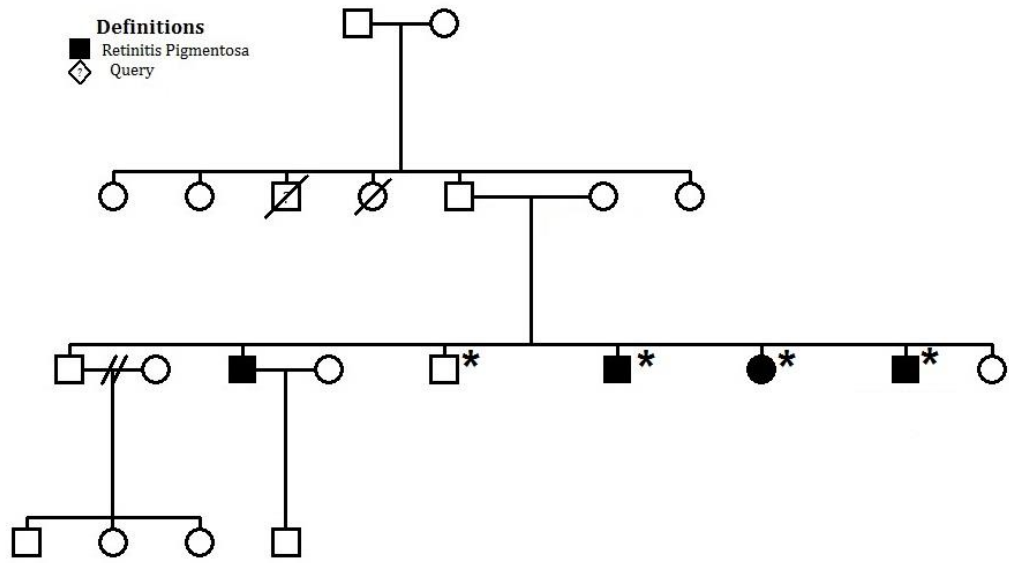 Definitions
Retinitis Pigmentosa
? Query
?
* * * *